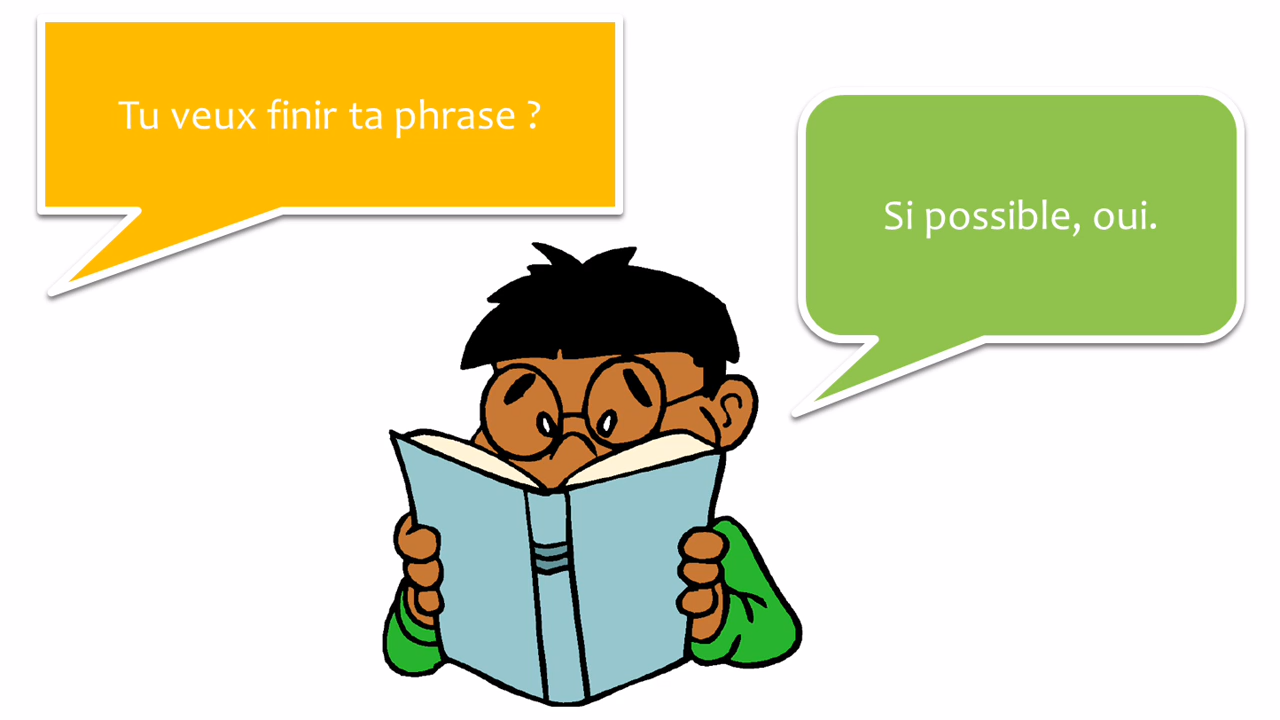 Tu veux finir ta phrase ?
Si possible, oui.